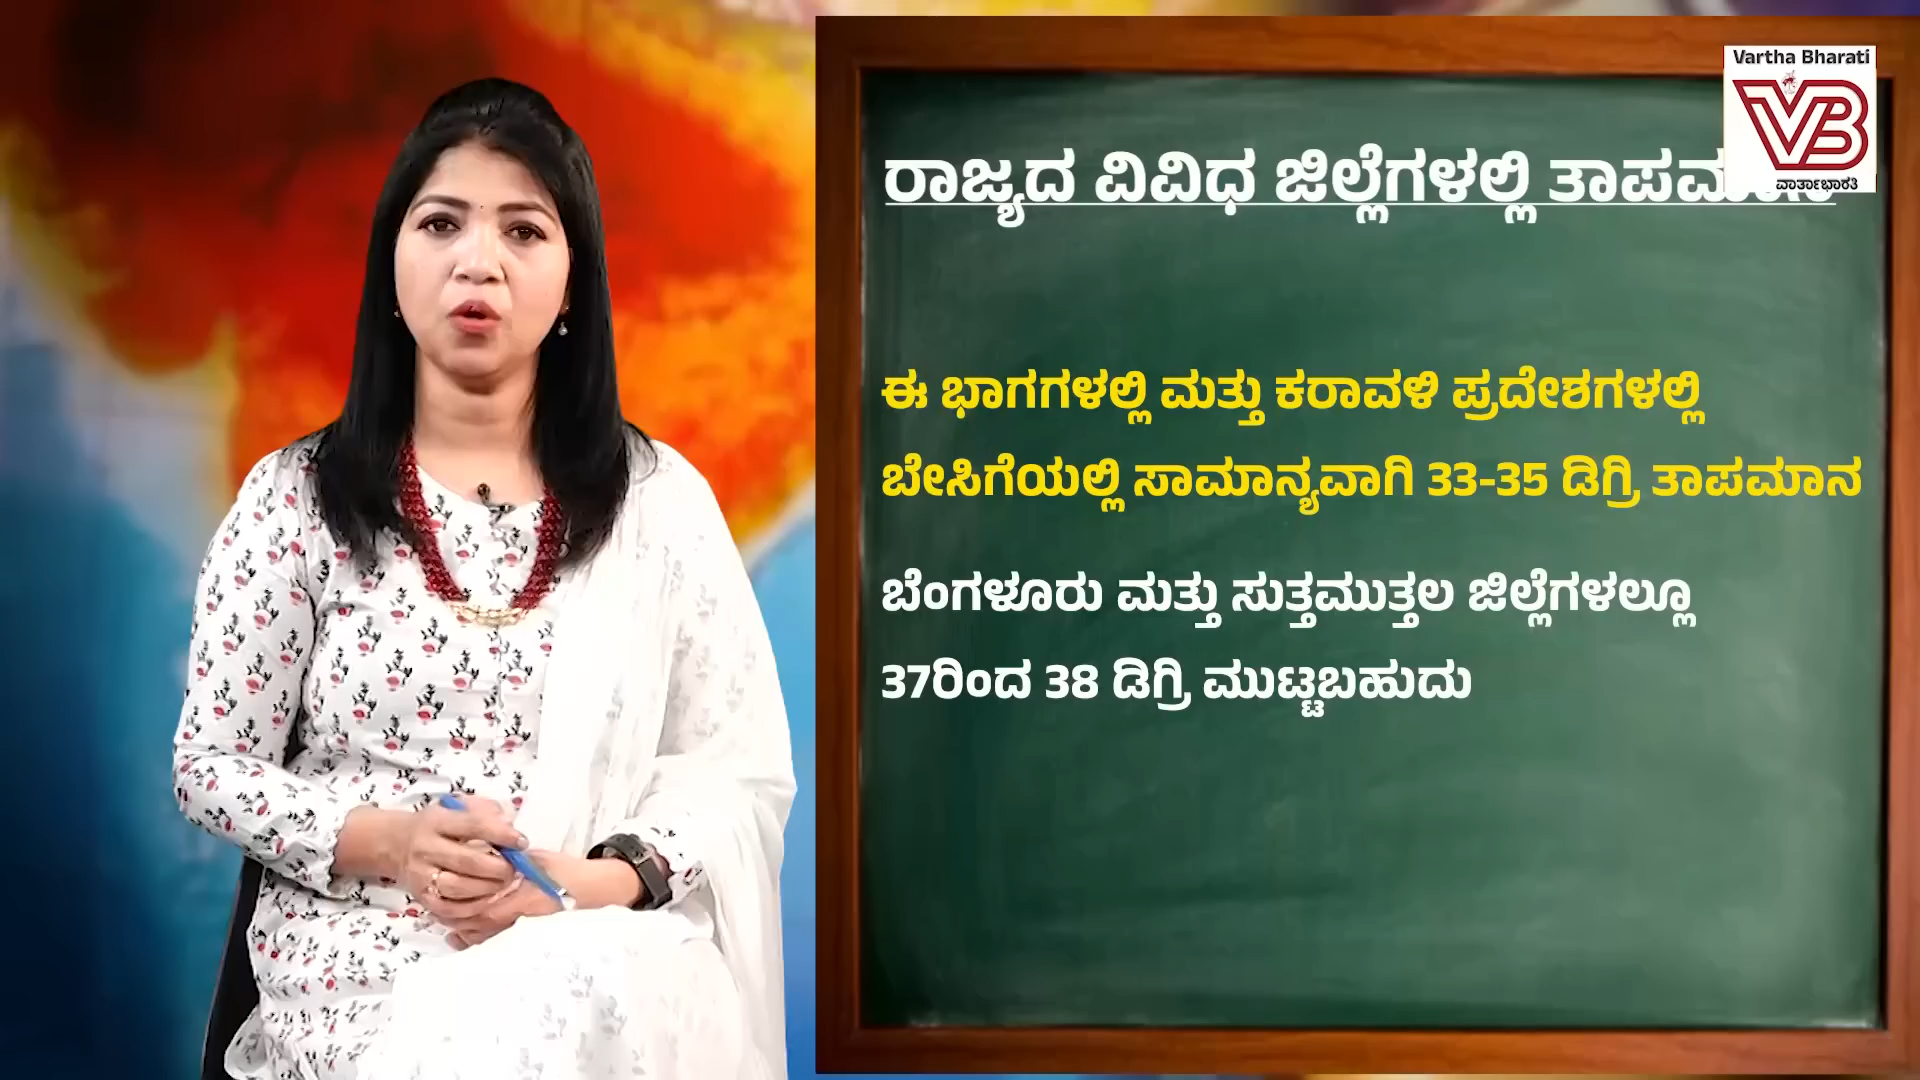 Vartha Bharati
VB
ವಾರ್ತಾಭಾರತಿ
ರಾಜ್ಯದ ವಿವಿಧ ಜಿಲ್ಲೆಗಳಲ್ಲಿ
ಈ ಭಾಗಗಳಲ್ಲಿ ಮತ್ತು ಕರಾವಳಿ ಪ್ರದೇಶಗಳಲ್ಲಿ
ಬೇಸಿಗೆಯಲ್ಲಿ ಸಾಮಾನ್ಯವಾಗಿ 33-35 ಡಿಗ್ರಿ ತಾಪಮಾನ
ಬೆಂಗಳೂರು ಮತ್ತು ಸುತ್ತಮುತ್ತಲ ಜಿಲ್ಲೆಗಳಲ್ಲೂ
37ರಿಂದ 38 ಡಿಗ್ರಿ ಮುಟ್ಟಬಹುದು